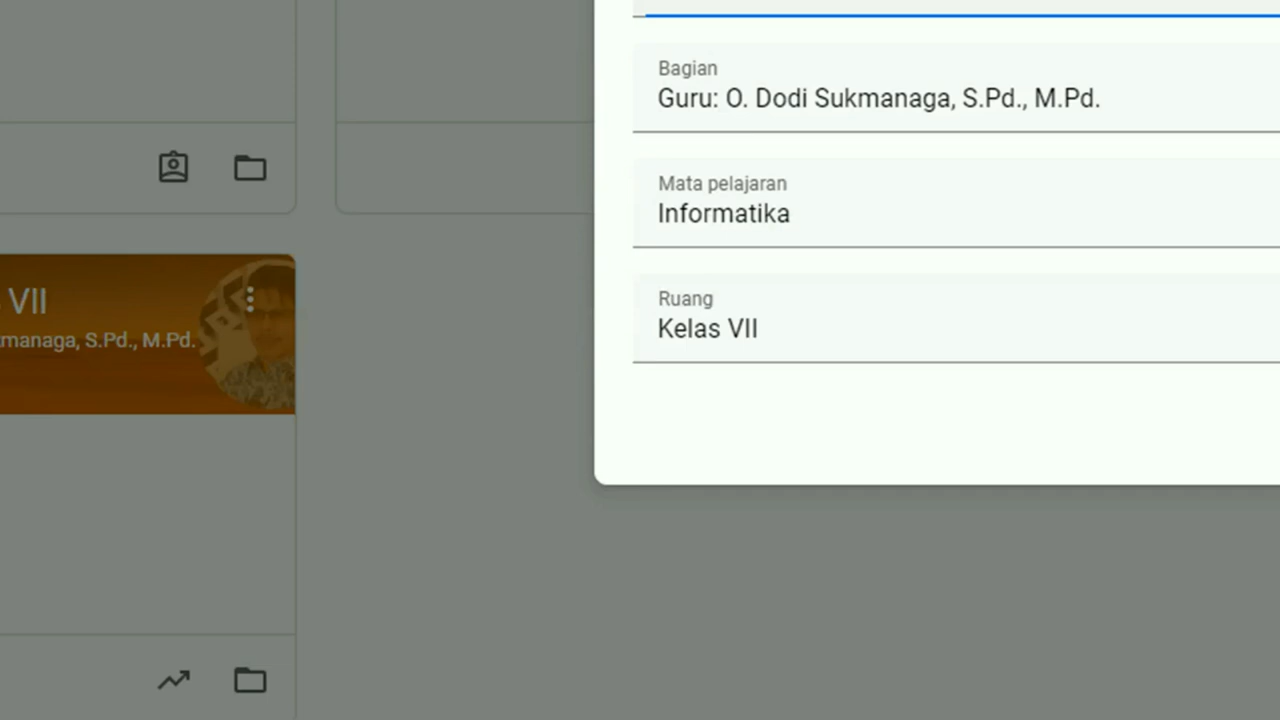 Bagian
Guru: O. Dodi Sukmanaga, S.Pd., M.Pd.
Mata pelajaran
Informatika
Ruang
Kelas VII
VII
managa, S.Pd., M.Pd.